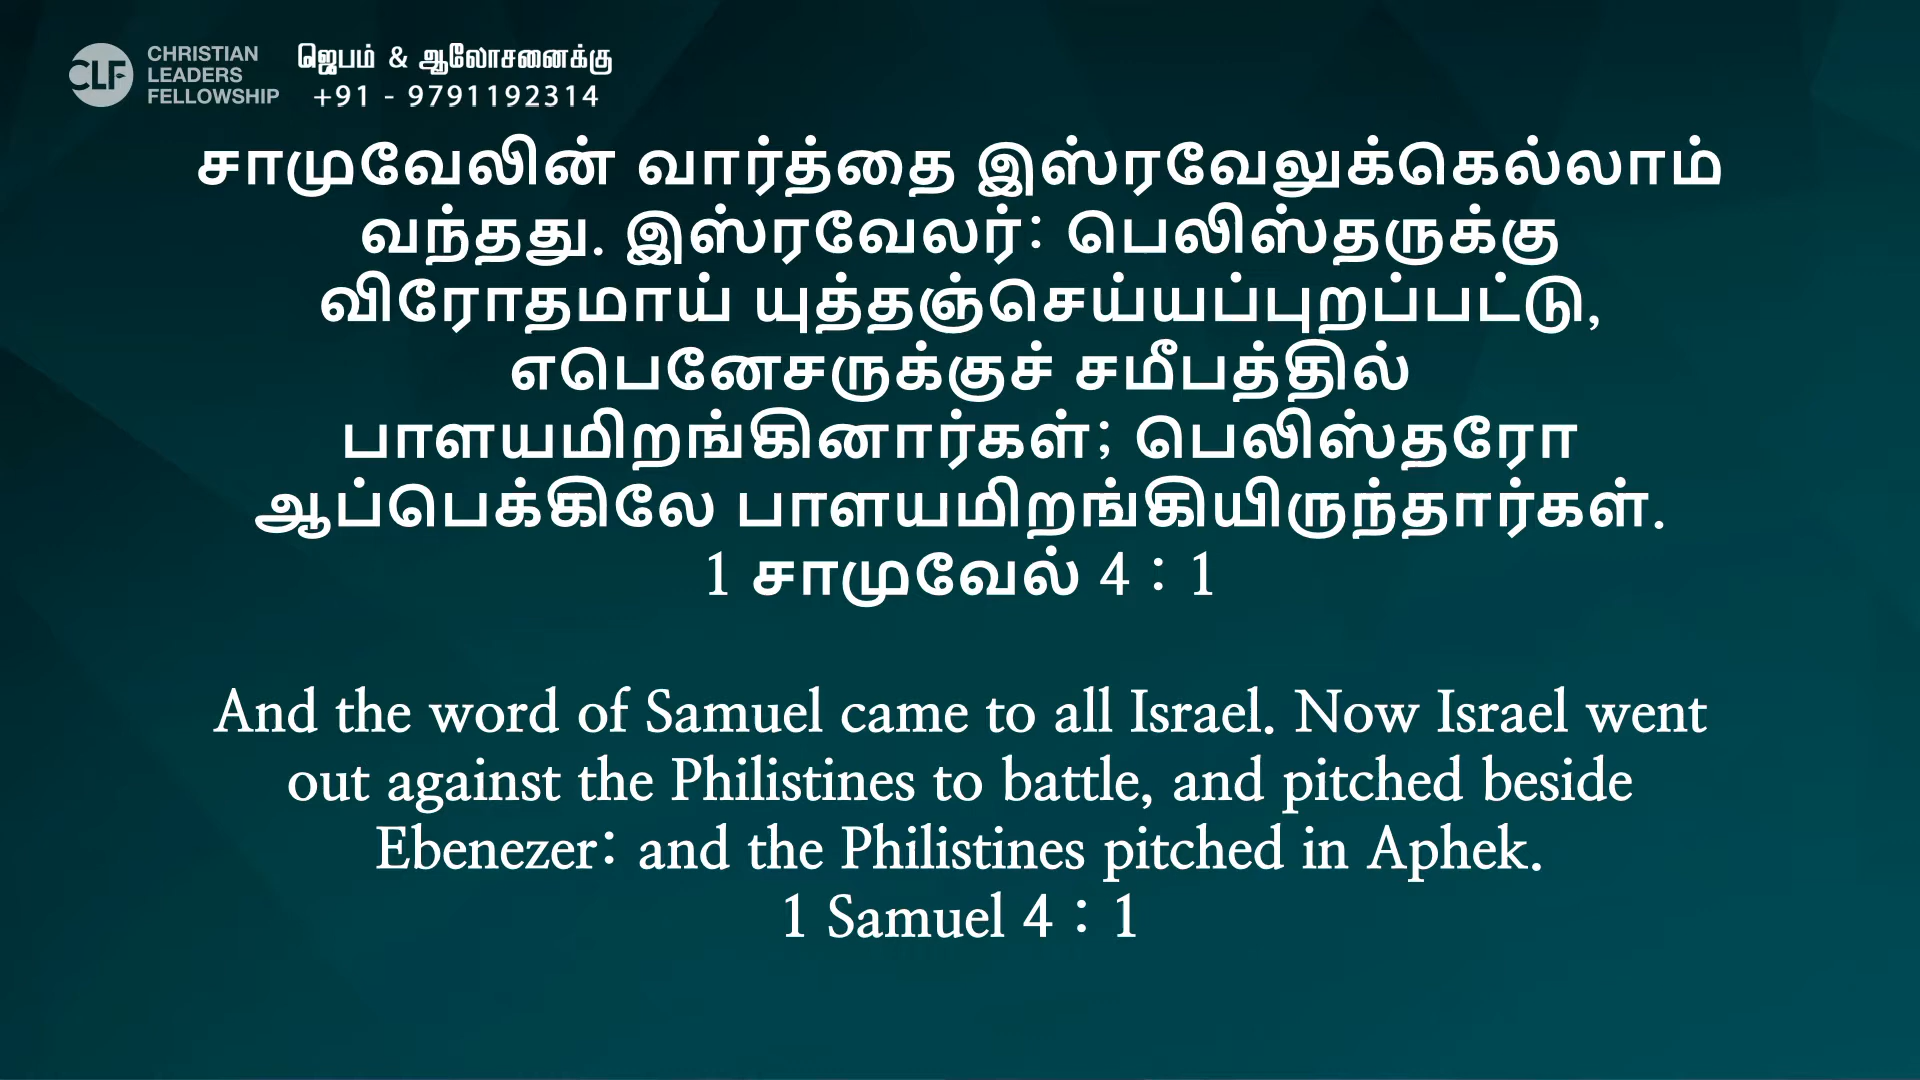 CLF
CHRISTIAN
LEADERS
FELLOWSHIP
ஜெபம் & ஆலோசனைக்கு
+91 - 9791192314
சாமுவேலின் வார்த்தை இஸ்ரவேலுக்கெல்லாம்
வந்தது. இஸ்ரவேலர்: பெலிஸ்தருக்கு
விரோதமாய் யுத்தஞ்செய்யப்புறப்பட்டு,
எபெனேசருக்குச் சமீபத்தில்
பாளயமிறங்கினார்கள்; பெலிஸ்தரோ
ஆப்பெக்கிலே பாளயமிறங்கியிருந்தார்கள்.
1 சாமுவேல் 4 : 1
And the word of Samuel came to all Israel. Now Israel went
out against the Philistines to battle, and pitched beside
Ebenezer: and the Philistines pitched in Aphek.
1 Samuel 4 : 1